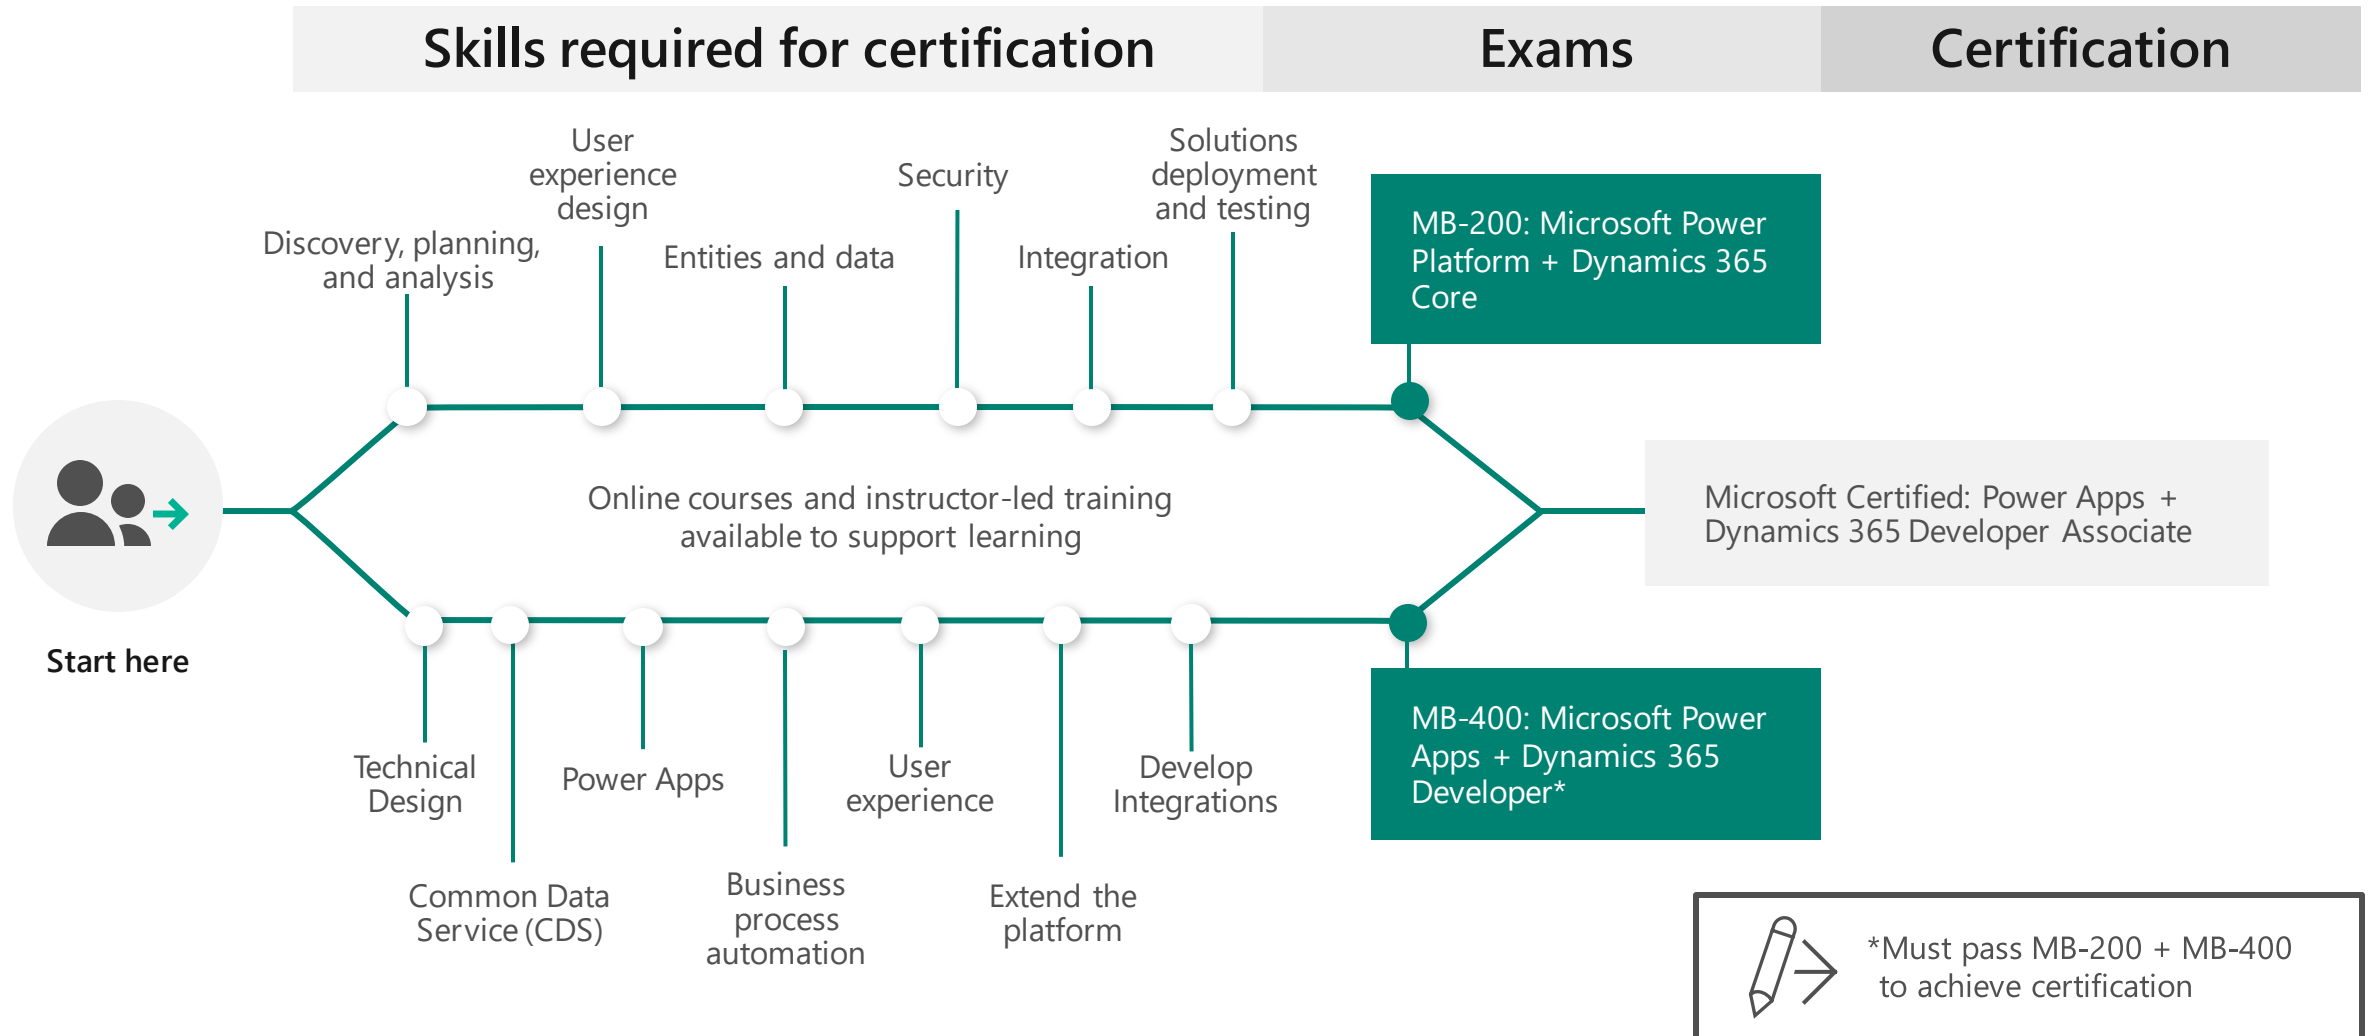 Skills required for certification
Exams
Certification
Discovery, planning,
and analysis
User
experience
design
Entities and data
Security
Integration
Solutions
deployment
and testing
MB-200: Microsoft Power
Platform + Dynamics 365
Core
Start here
Online courses and instructor-led training
available to support learning
Microsoft Certified: Power Apps +
Dynamics 365 Developer Associate
Technical
Design
Common Data
Service (CDS)
Power Apps
Business
process
automation
User
experience
Extend the
platform
Develop
Integrations
MB-400: Microsoft Power
Apps + Dynamics 365
Developer*
*Must pass MB-200 + MB-400
to achieve certification